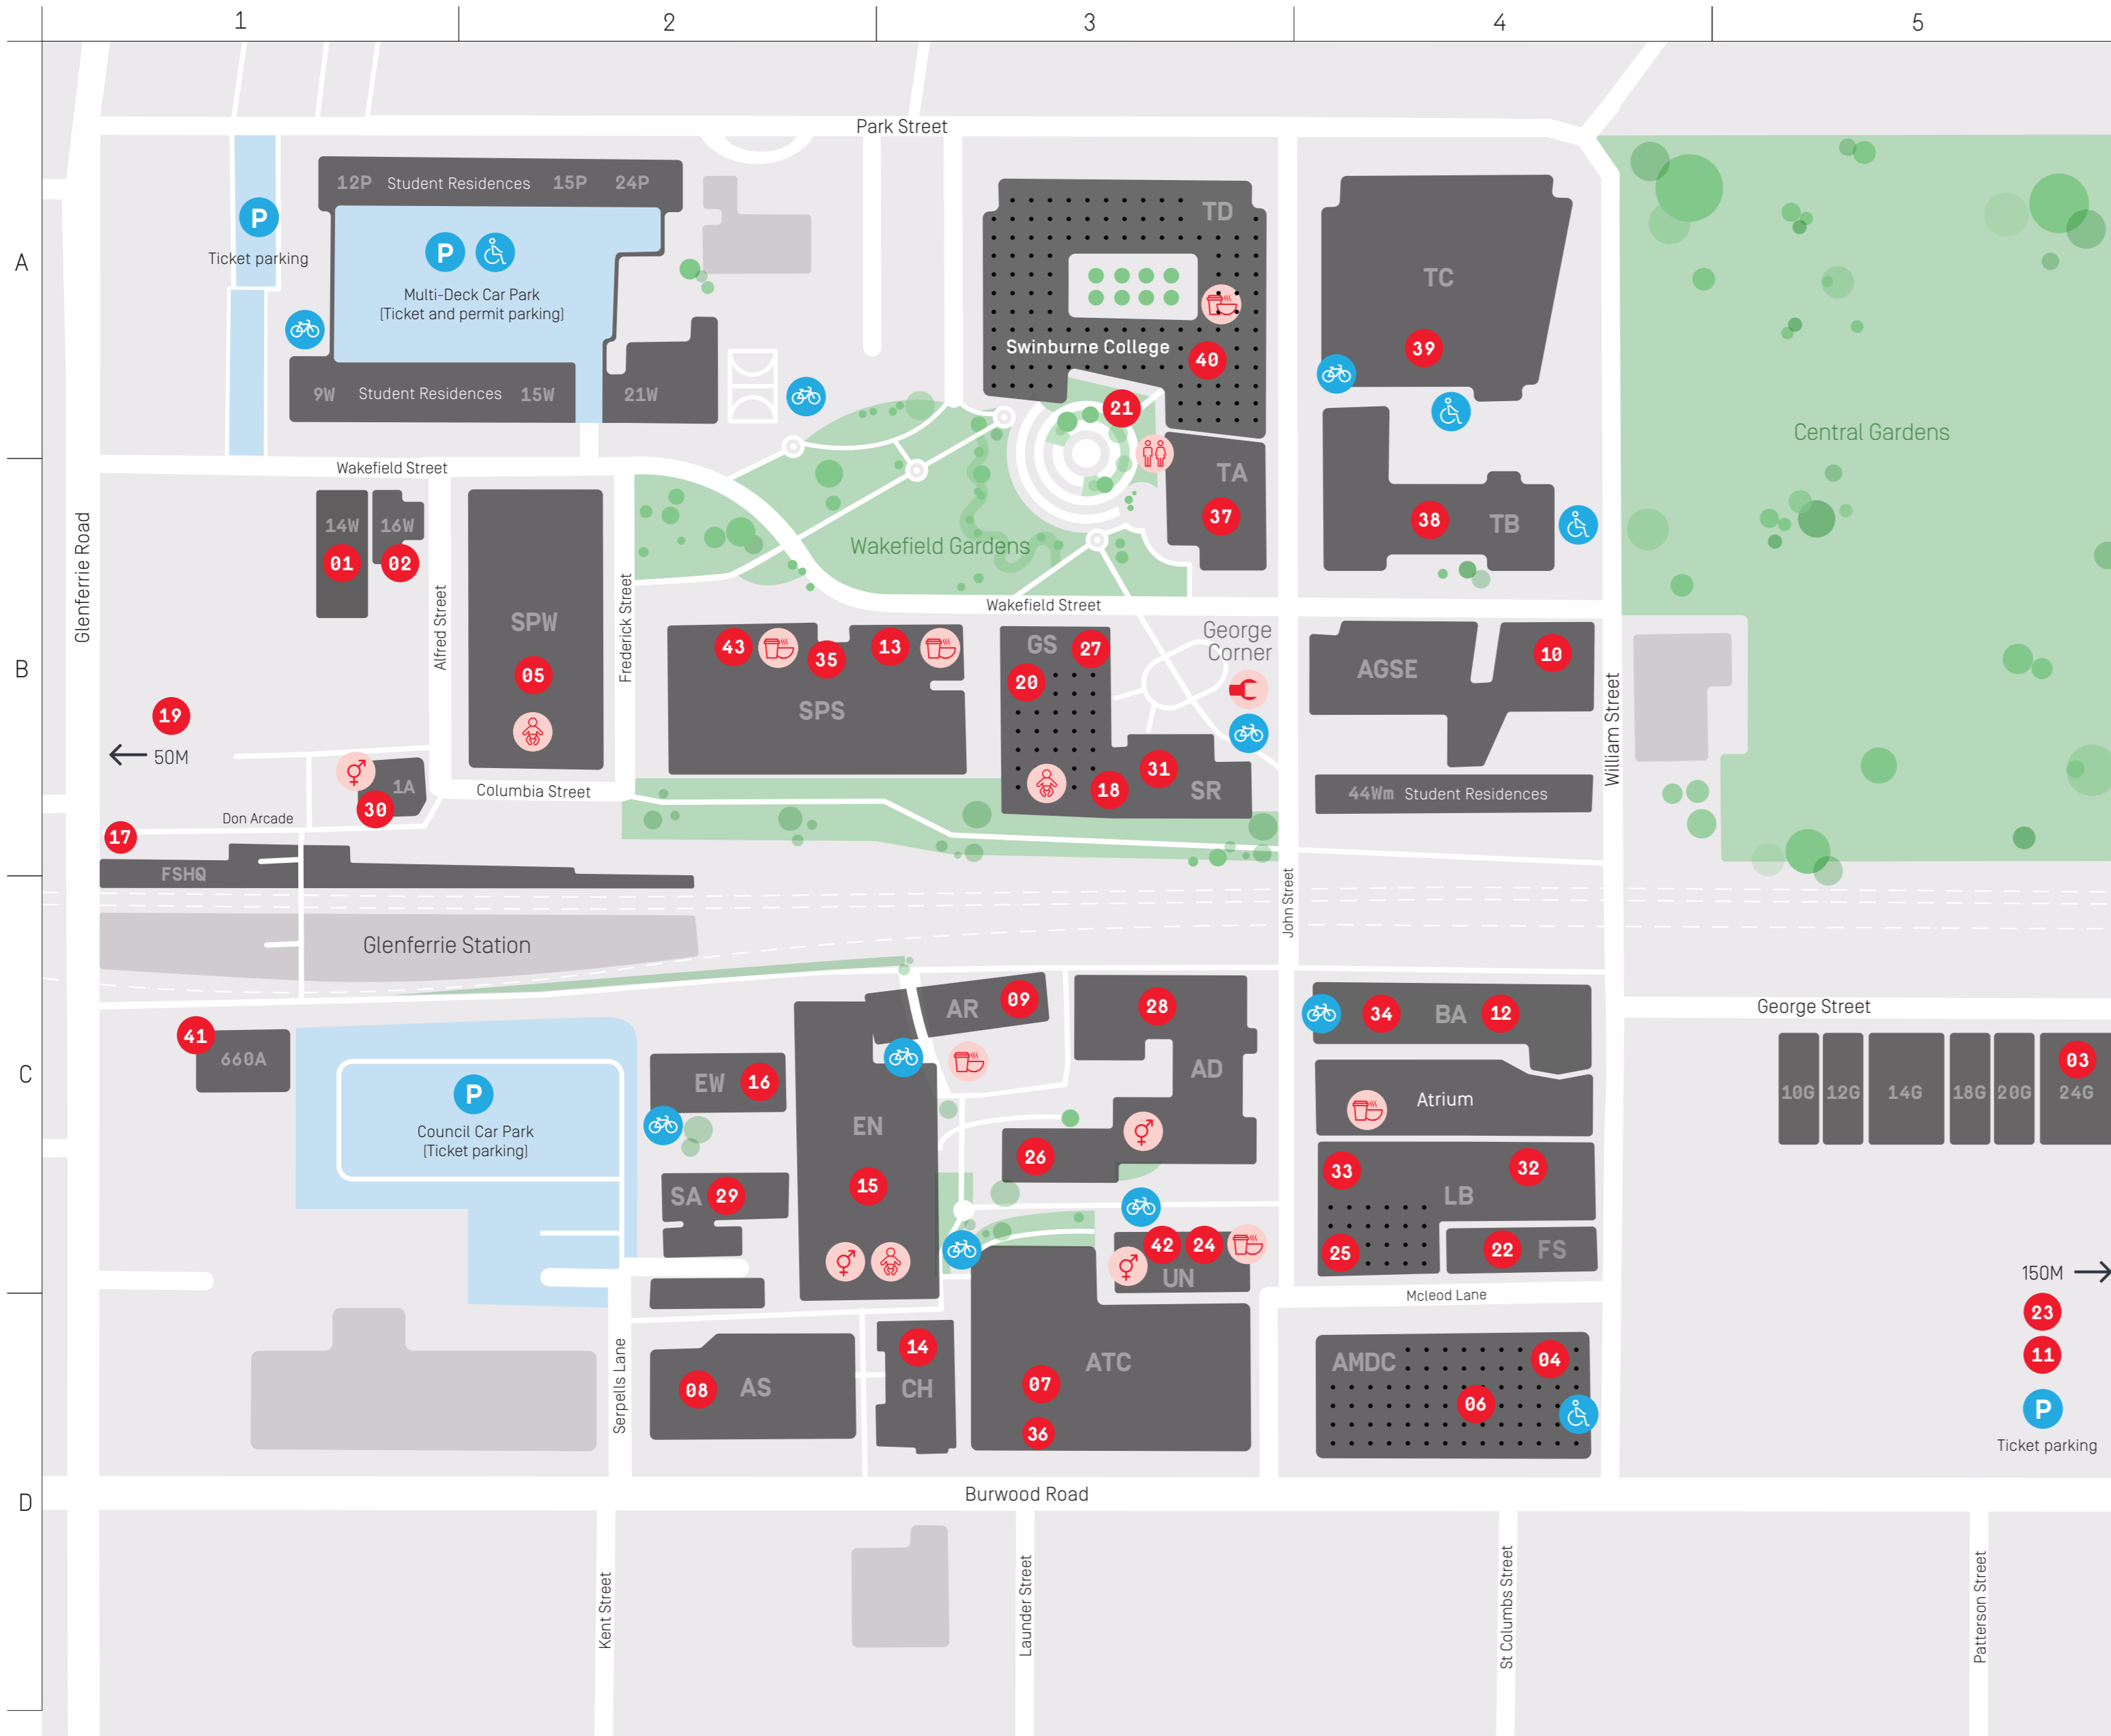 1
2
3
4
5
A
B
C
D
Park Street
12P
Student Residences
15P
24P
P
Ticket parking
P
Multi-Deck Car Park
(Ticket and permit parking)
9W
Student Residences
15W
21W
TD
Swinburne College
40
21
TA
37
TC
39
38
TB
Central Gardens
Wakefield Street
Glenferrie Road
14W
01
16W
02
Alfred Street
SPW
05
Frederick Street
Wakefield Gardens
Wakefield Street
43
35
13
SPS
GS
27
20
George
Corner
31
18
SR
AGSE
10
44Wm
Student Residences
William Street
19
50M
1A
30
Don Arcade
17
Columbia Street
FSHQ
Glenferrie Station
John Street
41
660A
P
Council Car Park
(Ticket parking)
EW
16
SA
29
EN
15
AR
09
28
AD
26
34
BA
12
Atrium
33
32
LB
25
22
FS
42
24
UN
George Street
10G
12G
14G
18G
20G
03
24G
150M
23
11
P
Ticket parking
Mcleod Lane
Serpells Lane
08
AS
14
CH
ATC
07
36
AMDC
04
06
Burwood Road
Kent Street
Launder Street
St Columbs Street
Patterson Street